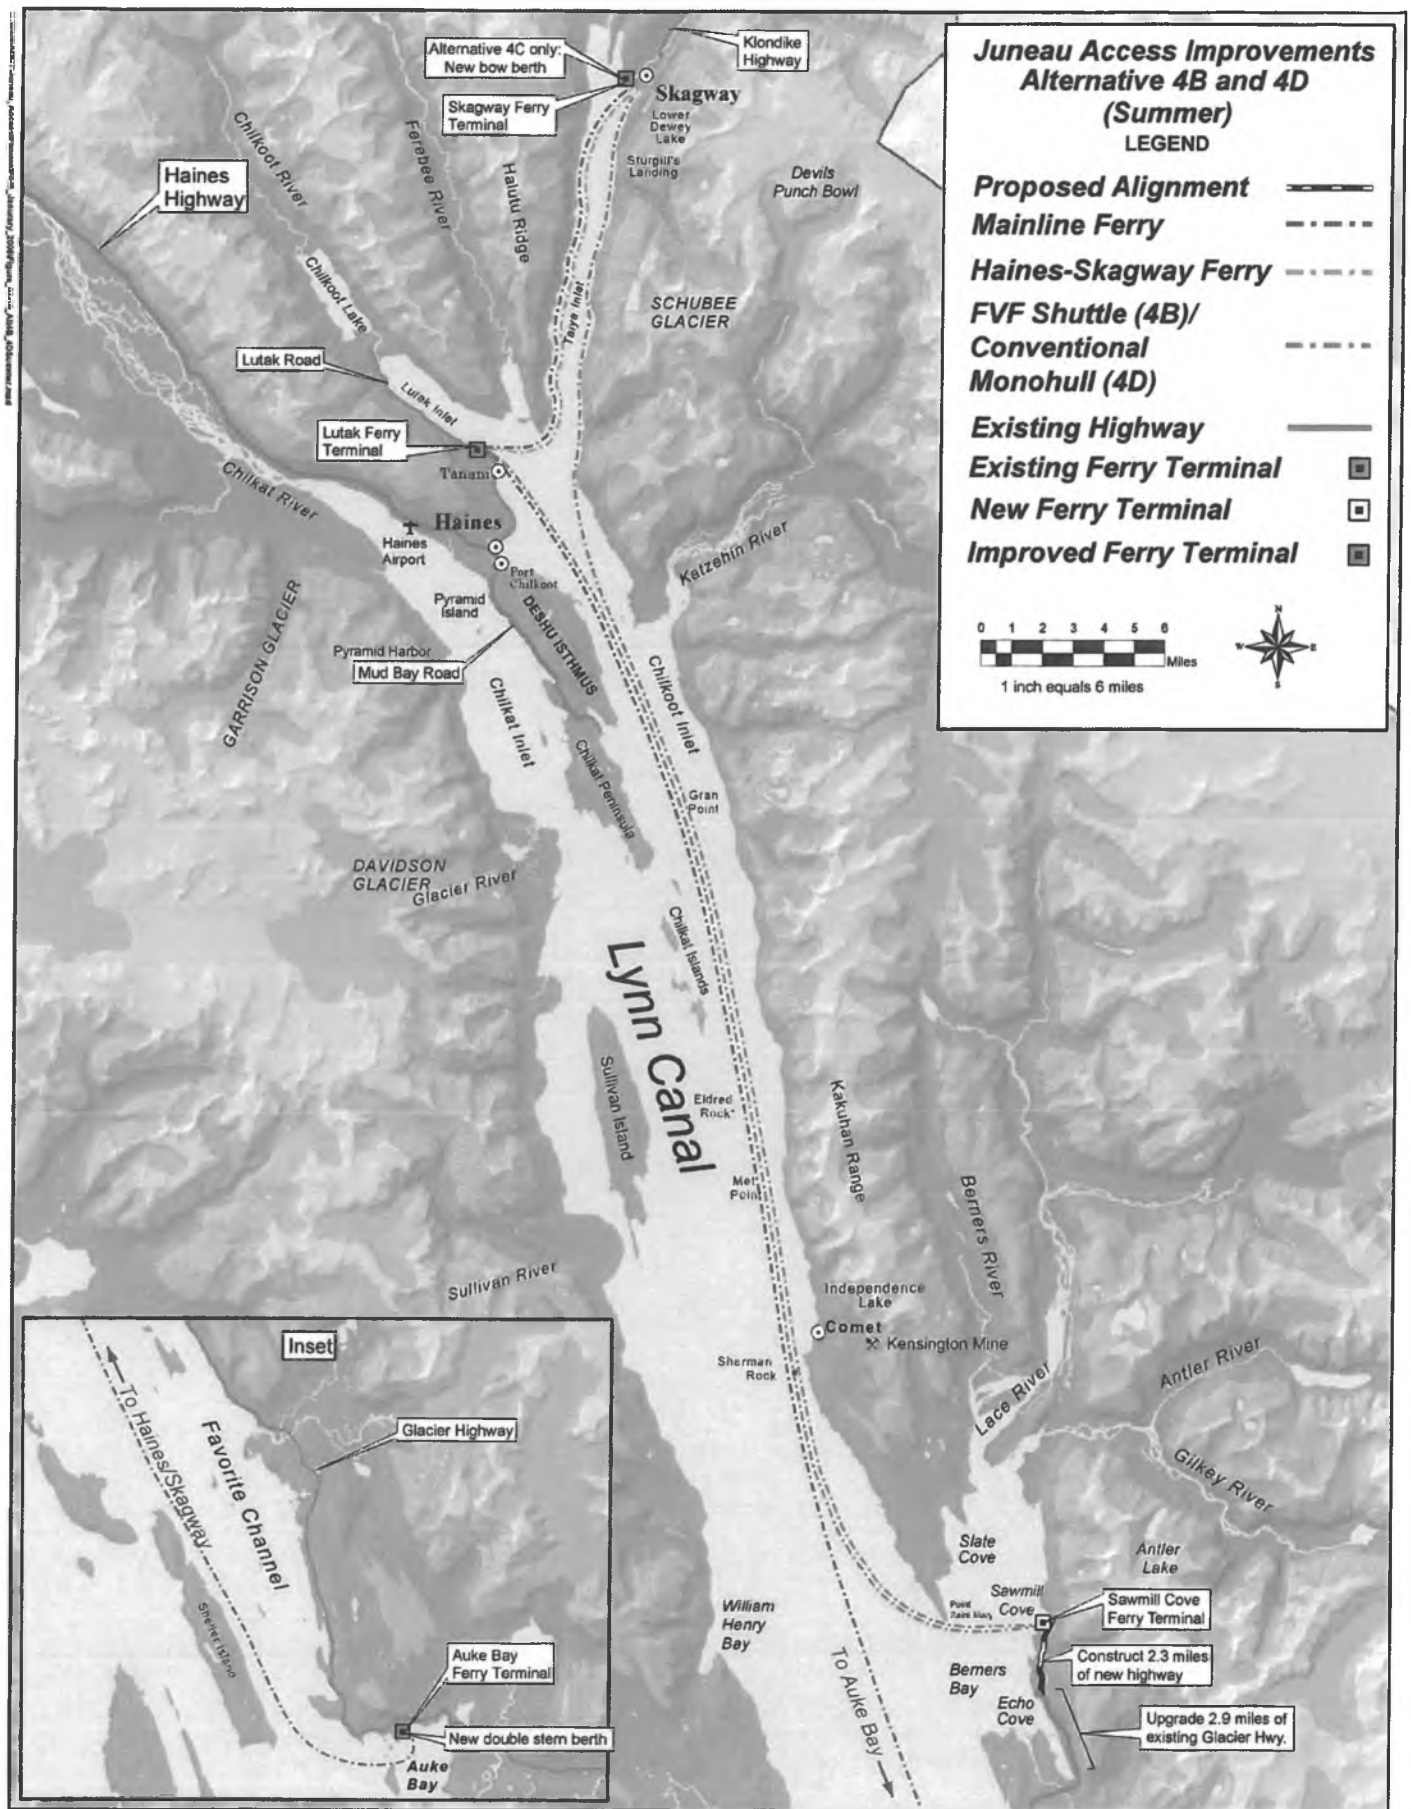 Juneau Access Improvements
Alternative 4B and 4D
(Summer)
LEGEND
Proposed Alignment
Mainline Ferry
Haines-Skagway Ferry
FVF Shuttle (4B)/
Conventional
Monohull (4D)
Existing Highway
Existing Ferry Terminal
New Ferry Terminal
Improved Ferry Terminal
0 1 2 3 4 5 6
Miles
1 inch equals 6 miles
N
W E
S
Alternative 4C only:
New bow berth
Klondike
Highway
Skagway Ferry
Terminal
Skagway
Lower
Dewey
Lake
Sturgill's
Landing
Devils
Punch Bowl
Haines
Highway
Chilkoot River
Ferebee River
Halutu Ridge
Chilkoot Lake
Taiya Inlet
SCHUBEE
GLACIER
Lutak Road
Lutak Inlet
Lutak Ferry
Terminal
Tanani
Chilkat River
Haines
Haines
Airport
Port
Chilkoot
Katzehin River
Pyramid
Island
DESHU ISTHMUS
GARRISON GLACIER
Pyramid Harbor
Mud Bay Road
Chilkat Inlet
Chilkoot Inlet
Chilkat Peninsula
Gran
Point
DAVIDSON
GLACIER
Glacier River
Chilkat Islands
Lynn Canal
Sullivan Island
Eldred
Rock
Kakuhan Range
Met
Point
Berners River
Sullivan River
Independence
Lake
Comet
Kensington Mine
Sherman
Rock
Lace River
Antler River
Gilkey River
Slate
Cove
Antler
Lake
Sawmill
Cove
Point
Saint Mary
Sawmill Cove
Ferry Terminal
William
Henry
Bay
Construct 2.3 miles
of new highway
Berners
Bay
Echo
Cove
To Auke Bay
Upgrade 2.9 miles of
existing Glacier Hwy.
Inset
To Haines/Skagway
Favorite Channel
Glacier Highway
Shelter Island
Auke Bay
Ferry Terminal
New double stern berth
Auke
Bay